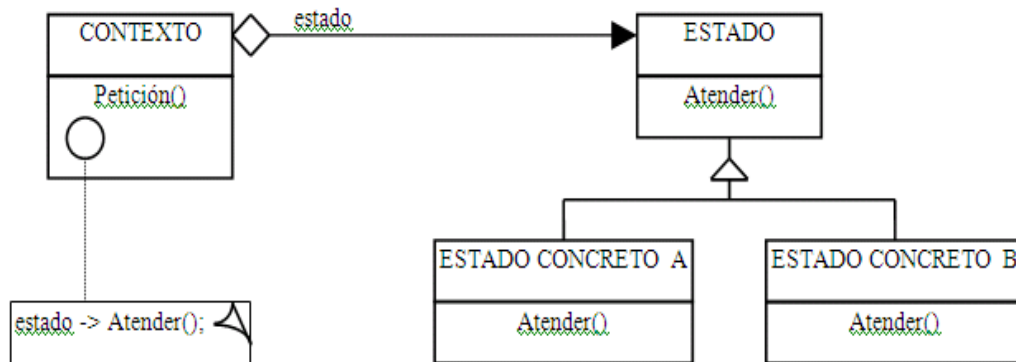 estado
CONTEXTO
ESTADO
Petición()
Atender()
ESTADO CONCRETO A
ESTADO CONCRETO B
estado -> Atender();
Atender()
Atender()